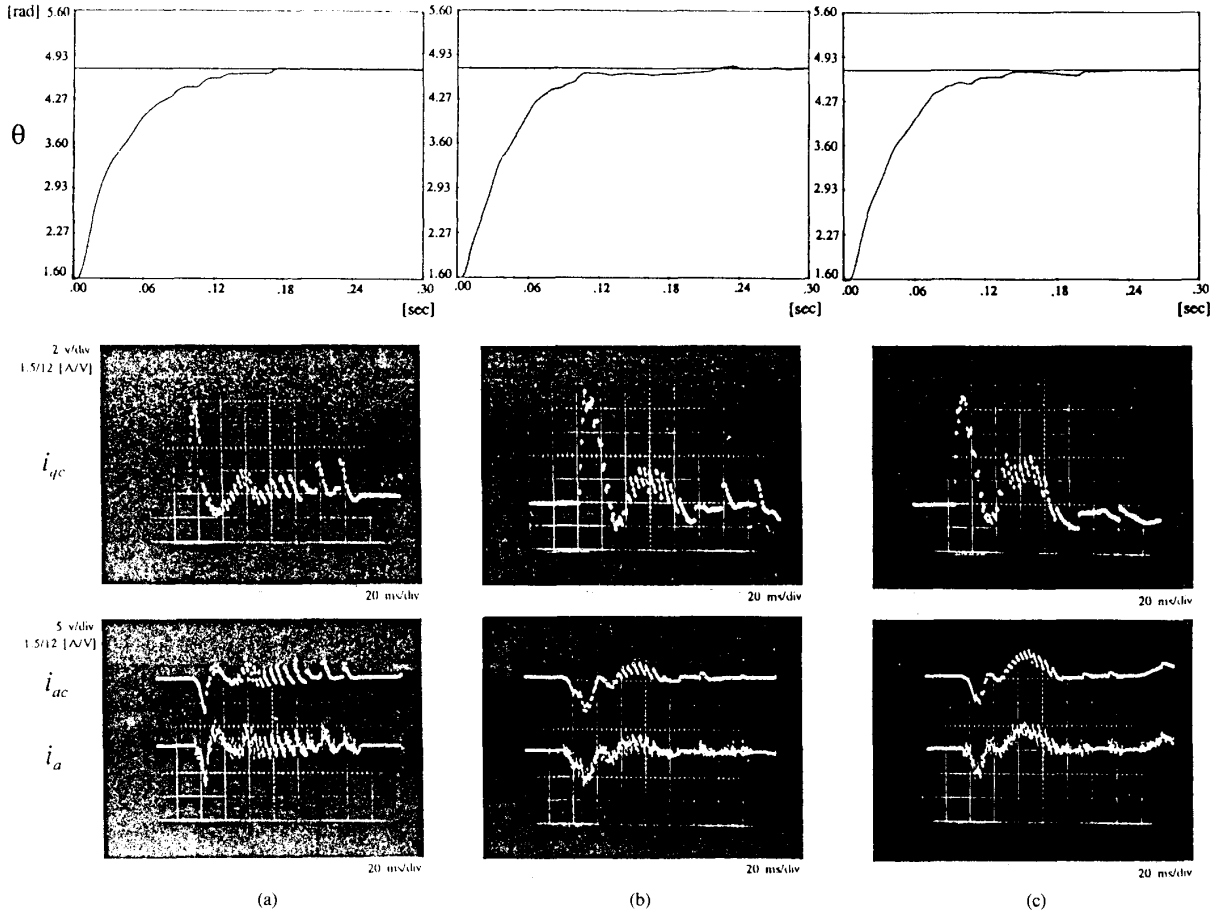 [rad]
5.60
4.93
4.27
3.60
2.93
2.27
1.60
θ
.00 .06 .12 .18 .24 .30
[sec]
5.60
4.93
4.27
3.60
2.93
2.27
1.60
.00 .06 .12 .18 .24 .30
[sec]
5.60
4.93
4.27
3.60
2.93
2.27
1.60
.00 .06 .12 .18 .24 .30
[sec]
2 v/div
1.5/12 [A/V]
i_qc
20 ms/div
20 ms/div
20 ms/div
5 v/div
1.5/12 [A/V]
i_ac
i_a
20 ms/div
20 ms/div
20 ms/div
(a) (b) (c)